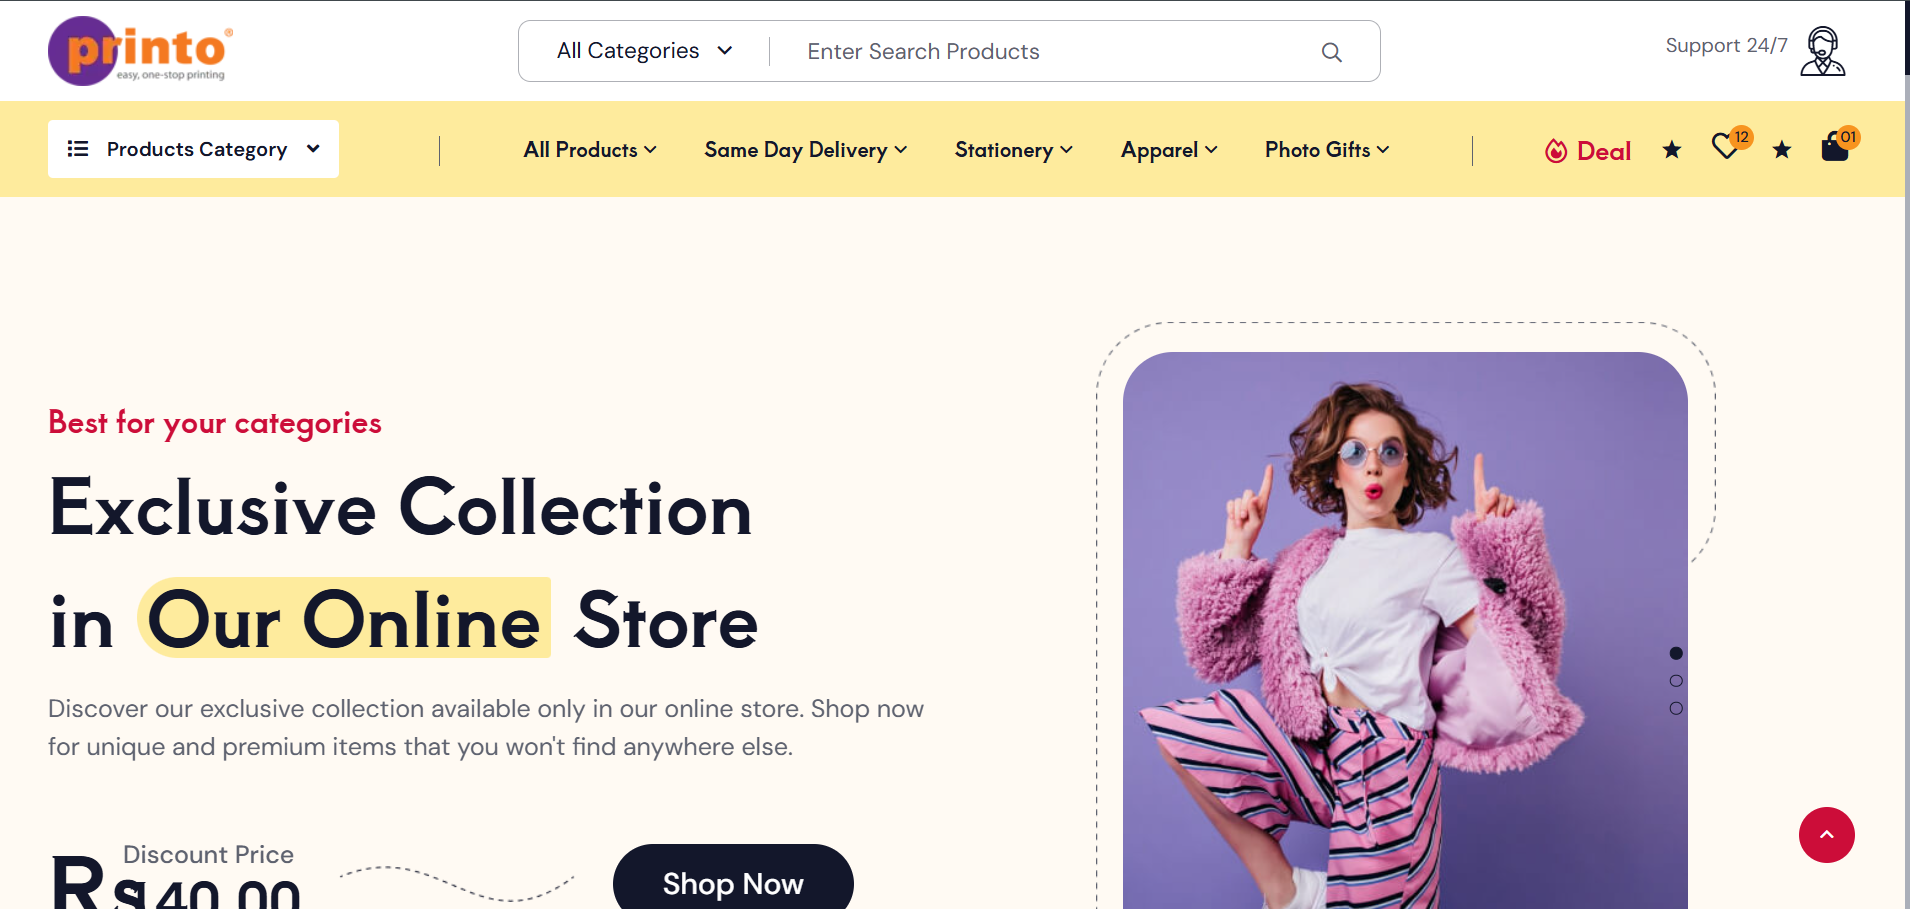 printo®
easy, one-stop printing
All Categories
Enter Search Products
Support 24/7
Products Category
All Products
Same Day Delivery
Stationery
Apparel
Photo Gifts
Deal
12
01
Best for your categories
Exclusive Collection
in Our Online Store
Discover our exclusive collection available only in our online store. Shop now
for unique and premium items that you won't find anywhere else.
Discount Price
Rs40.00
Shop Now